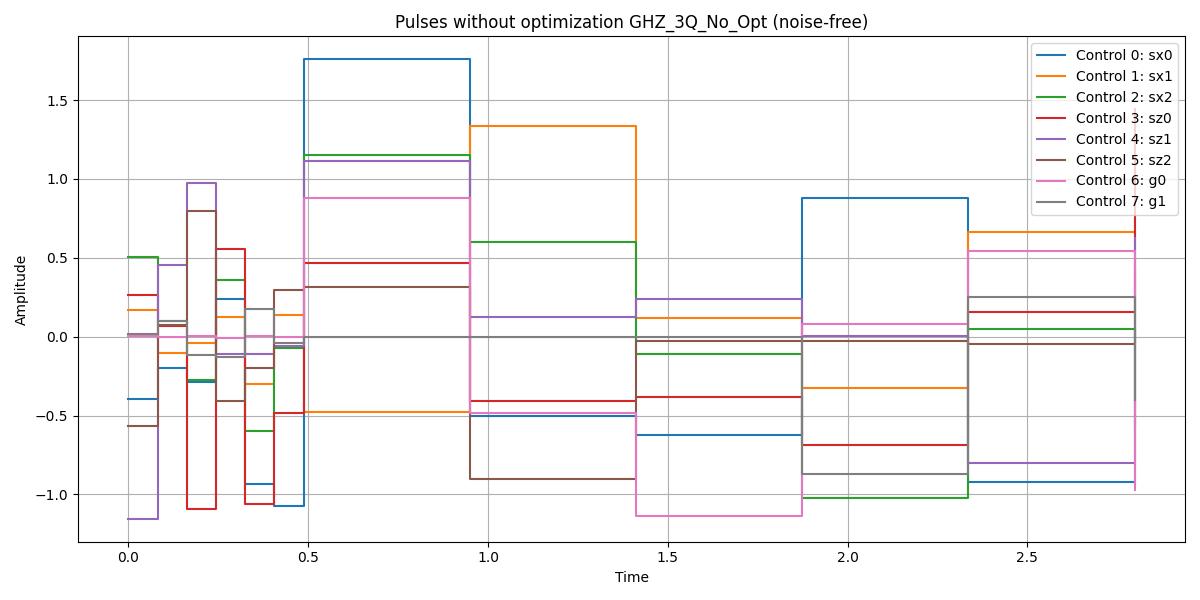 Pulses without optimization GHZ_3Q_No_Opt (noise-free)
Control 0: sx0
Control 1: sx1
Control 2: sx2
Control 3: sz0
Control 4: sz1
Control 5: sz2
Control 6: g0
Control 7: g1
Amplitude
1.5
1.0
0.5
0.0
−0.5
−1.0
0.0 0.5 1.0 1.5 2.0 2.5
Time